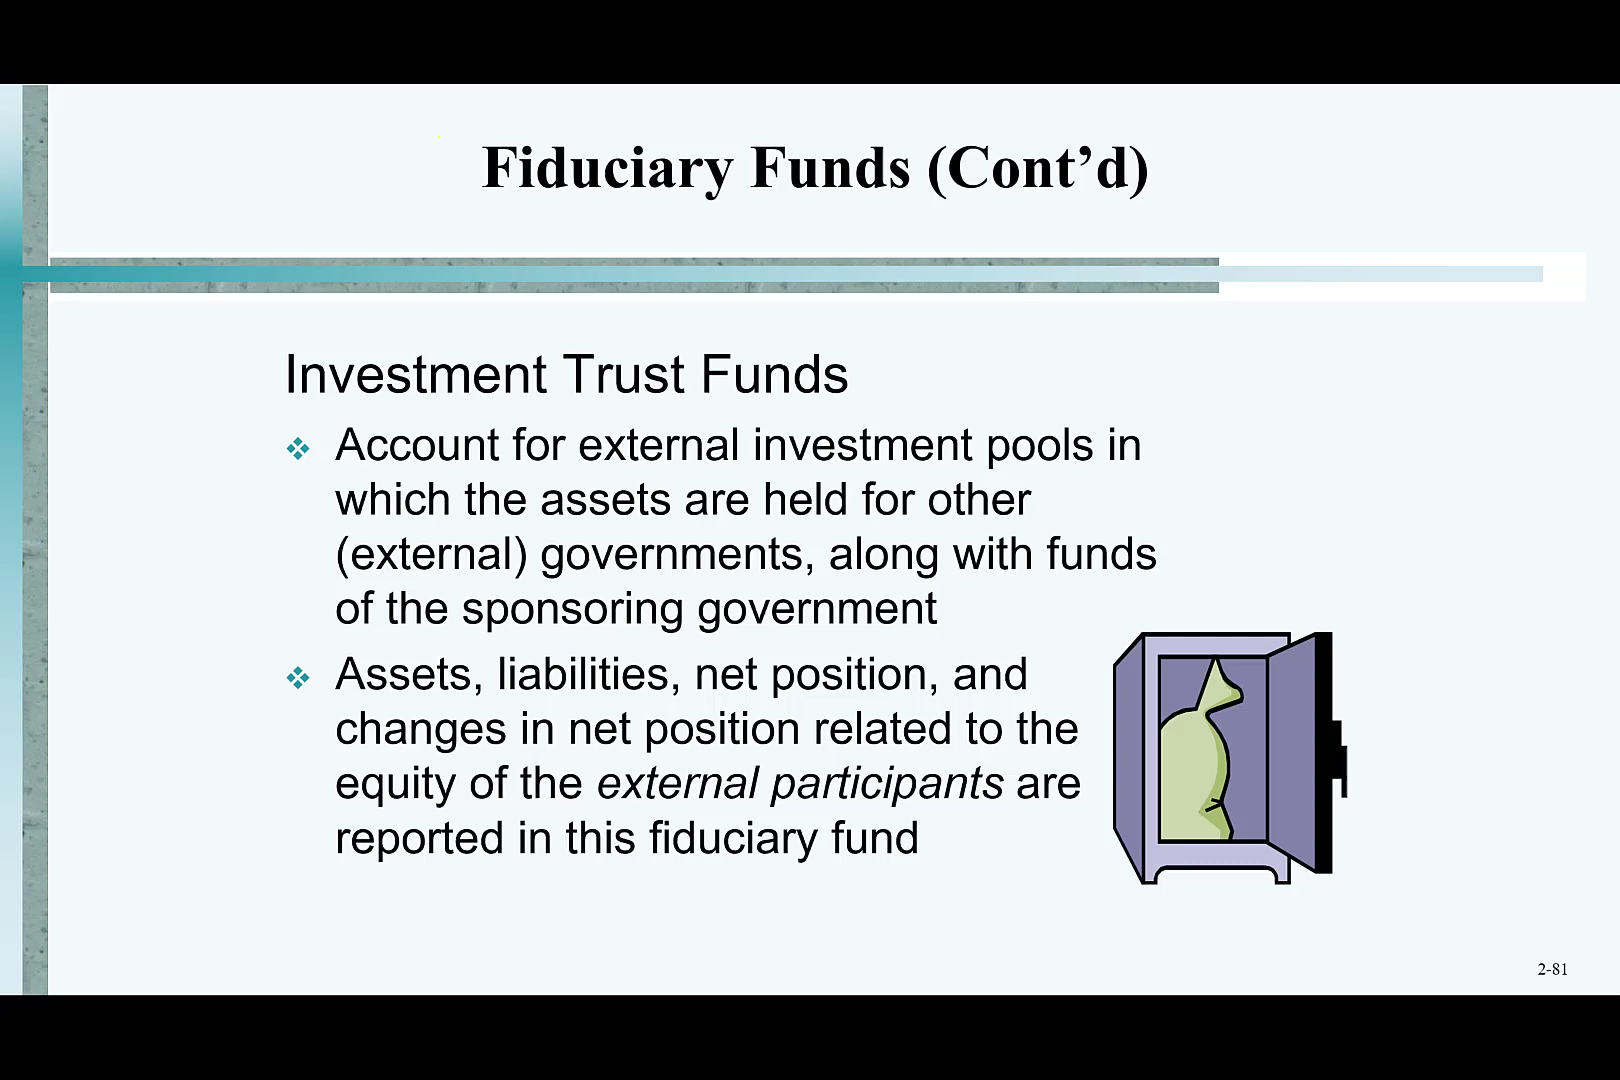 Fiduciary Funds (Cont’d)
Investment Trust Funds
Account for external investment pools in
which the assets are held for other
(external) governments, along with funds
of the sponsoring government
Assets, liabilities, net position, and
changes in net position related to the
equity of the external participants are
reported in this fiduciary fund
2-81